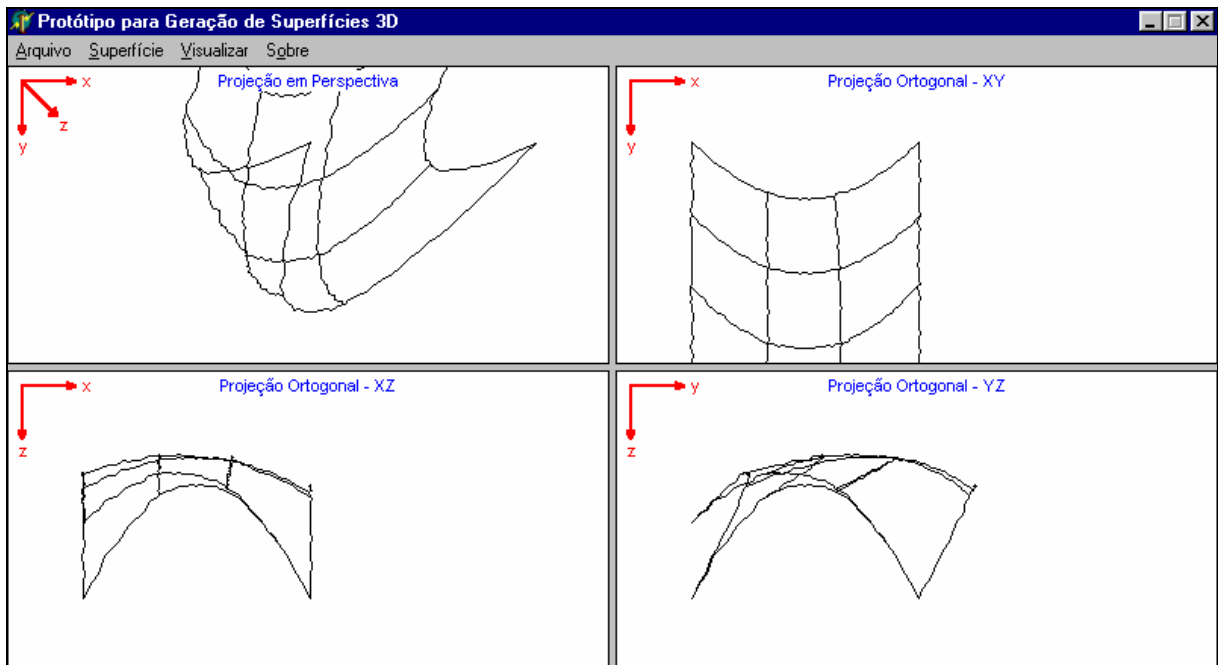 Protótipo para Geração de Superfícies 3D
Arquivo Superfície Visualizar Sobre
x
y
z
Projeção em Perspectiva
x
y
Projeção Ortogonal - XY
x
z
Projeção Ortogonal - XZ
y
z
Projeção Ortogonal - YZ